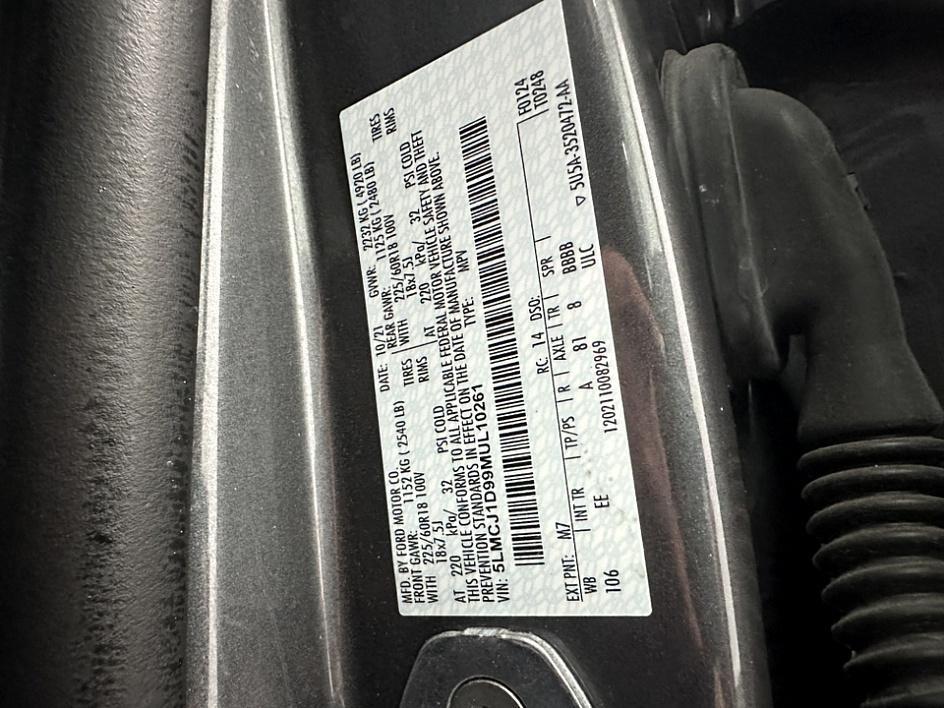 MFD. BY FORD MOTOR CO. DATE: 10/21 GVWR: 2232 KG ( 4920 LB)
FRONT GAWR: 1152 KG ( 2540 LB) REAR GAWR: 1125 KG ( 2480 LB)
WITH 225/60R18 100V TIRES WITH 225/60R18 100V TIRES
18x7.5J RIMS 18x7.5J RIMS
AT 220 kPa/ 32 PSI COLD AT 220 kPa/ 32 PSI COLD
THIS VEHICLE CONFORMS TO ALL APPLICABLE FEDERAL MOTOR VEHICLE SAFETY AND THEFT
PREVENTION STANDARDS IN EFFECT ON THE DATE OF MANUFACTURE SHOWN ABOVE.
VIN: 5LMCJ1D99MUL10261 TYPE: MPV
F0124
T0248
EXT PNT: M7 RC: 14 DSO:
WB INT TR TP/PS R AXLE TR SPR
106 EE A 81 8 BBBB
120211008 2969 ULC
▽ 5U5A-3520472-AA